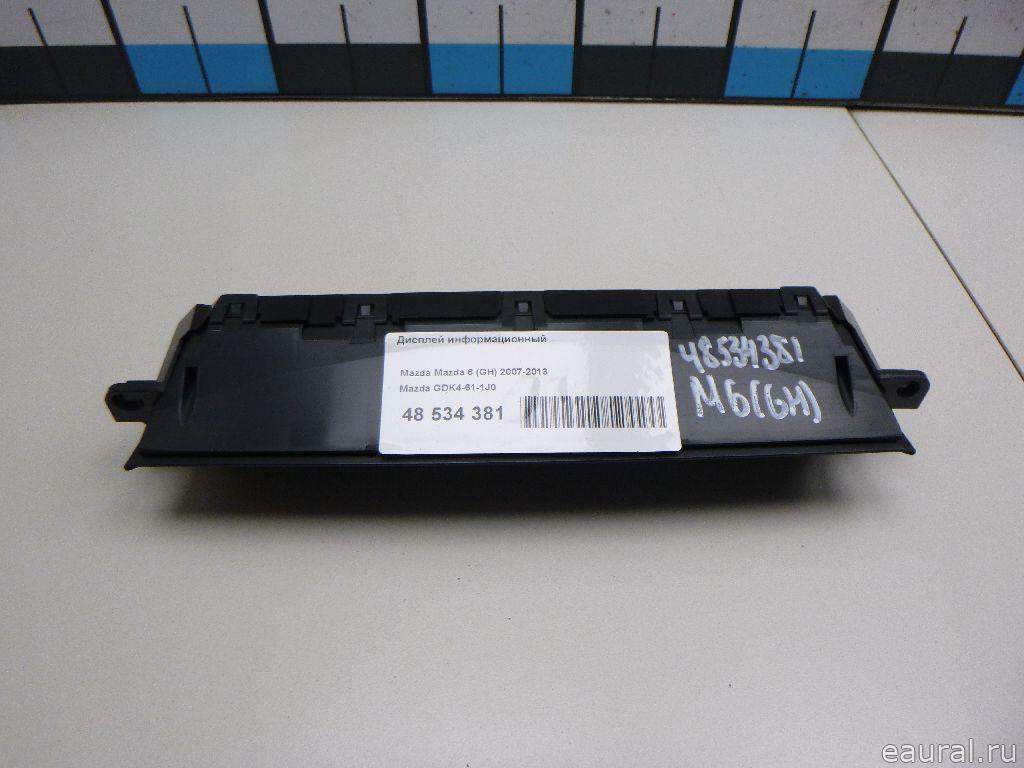 Дисплей информационный
Mazda Mazda 6 (GH) 2007-2013
Mazda GDK4-61-1J0
48 534 381
48534381
M6(GH)
eaural.ru